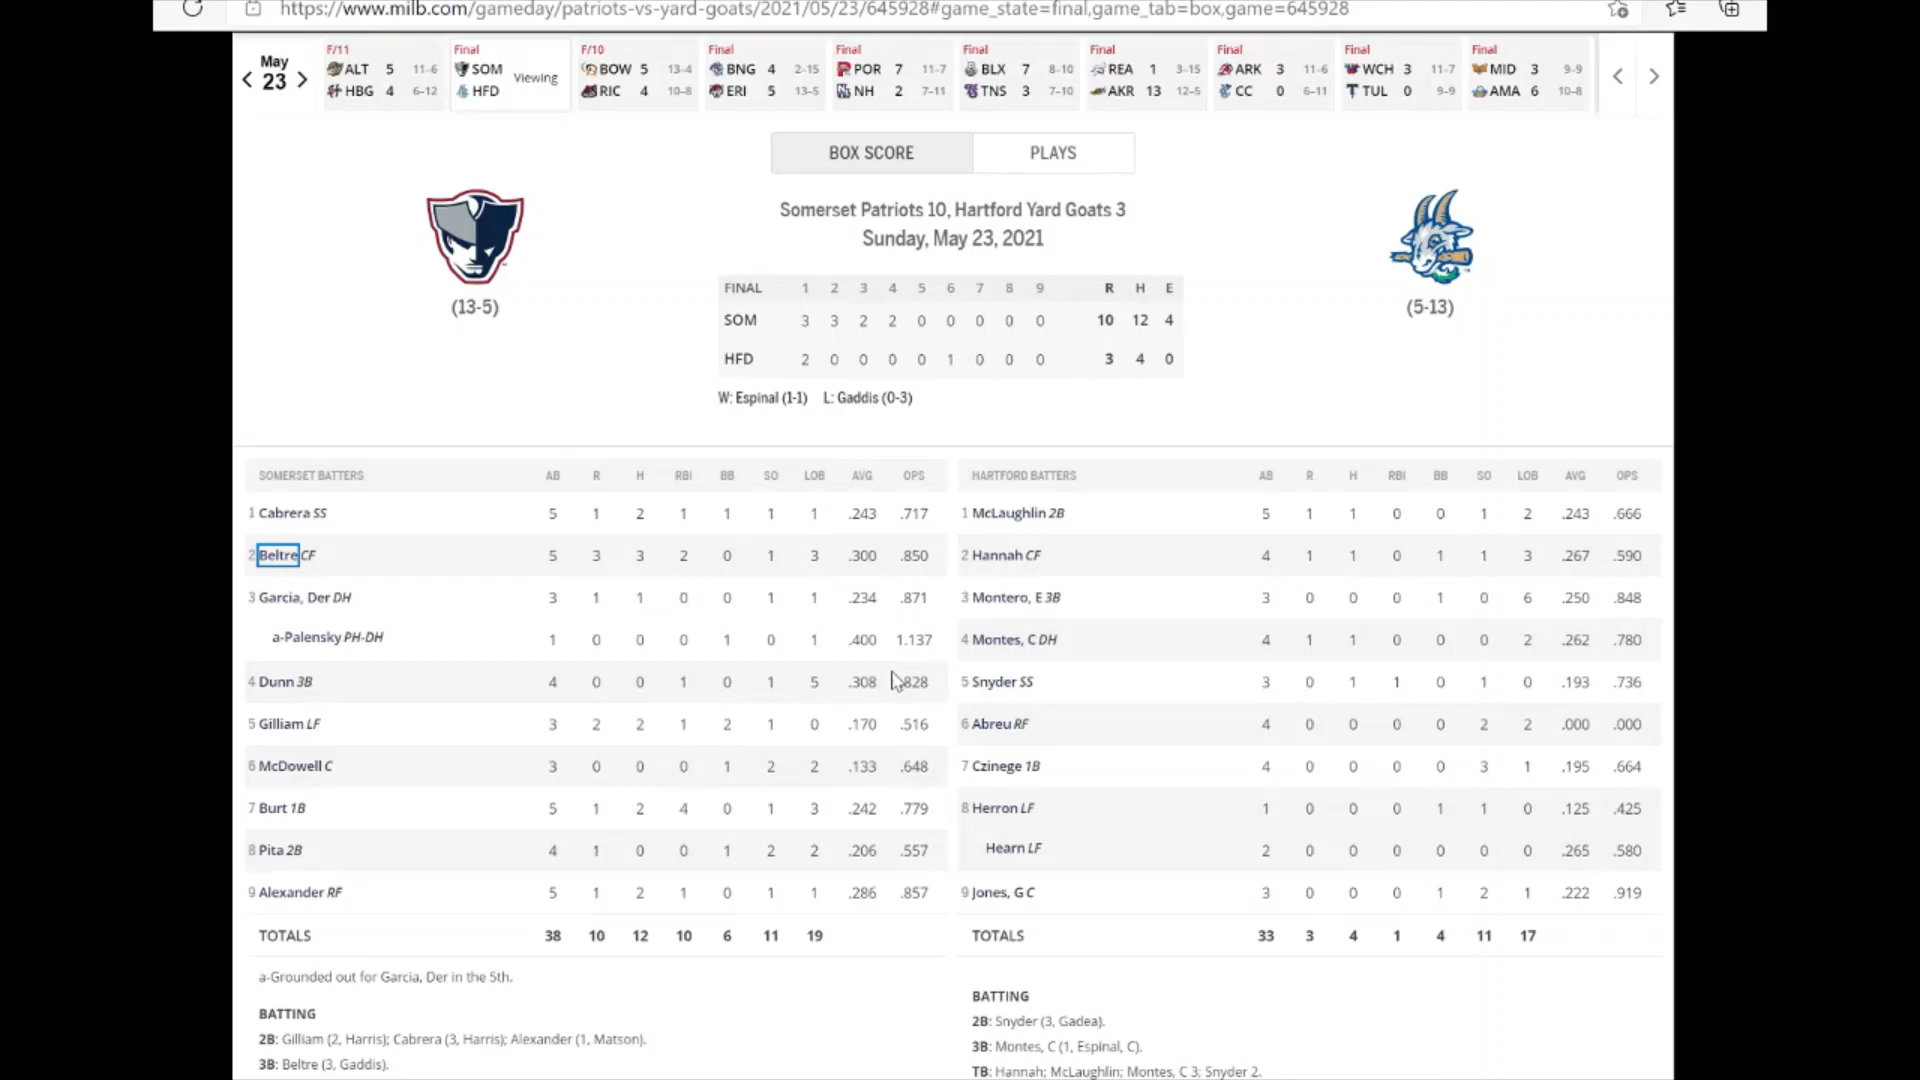 https://www.milb.com/gameday/patriots-vs-yard-goats/2021/05/23/645928#game_state=final,game_tab=box,game=645928
May
23
F/11
ALT 5 11-6
HBG 4 6-12
Final
SOM
HFD
Viewing
F/10
BOW 5 13-4
RIC 4 10-8
Final
BNG 4 2-15
ERI 5 13-5
Final
POR 7 11-7
NH 2 7-11
Final
BLX 7 8-10
TNS 3 7-10
Final
REA 1 3-15
AKR 13 12-5
Final
ARK 3 11-6
CC 0 6-11
Final
WCH 3 11-7
TUL 0 9-9
Final
MID 3 9-9
AMA 6 10-8
BOX SCORE PLAYS
Somerset Patriots 10, Hartford Yard Goats 3
Sunday, May 23, 2021
(13-5)
(5-13)
FINAL 1 2 3 4 5 6 7 8 9 R H E
SOM 3 3 2 2 0 0 0 0 0 10 12 4
HFD 2 0 0 0 0 1 0 0 0 3 4 0
W: Espinal (1-1) L: Gaddis (0-3)
SOMERSET BATTERS AB R H RBI BB SO LOB AVG OPS
1 Cabrera SS 5 1 2 1 1 1 1 .243 .717
2 Beltre CF 5 3 3 2 0 1 3 .300 .850
3 Garcia, Der DH 3 1 1 0 0 1 1 .234 .871
a-Palensky PH-DH 1 0 0 0 1 0 1 .400 1.137
4 Dunn 3B 4 0 0 1 0 1 5 .308 .828
5 Gilliam LF 3 2 2 1 2 1 0 .170 .516
6 McDowell C 3 0 0 0 1 2 2 .133 .648
7 Burt 1B 5 1 2 4 0 1 3 .242 .779
8 Pita 2B 4 1 0 0 1 2 2 .206 .557
9 Alexander RF 5 1 2 1 0 1 1 .286 .857
TOTALS 38 10 12 10 6 11 19
a-Grounded out for Garcia, Der in the 5th.
BATTING
2B: Gilliam (2, Harris); Cabrera (3, Harris); Alexander (1, Matson).
3B: Beltre (3, Gaddis).
HARTFORD BATTERS AB R H RBI BB SO LOB AVG OPS
1 McLaughlin 2B 5 1 1 0 0 1 2 .243 .666
2 Hannah CF 4 1 1 0 1 1 3 .267 .590
3 Montero, E 3B 3 0 0 0 1 0 6 .250 .848
4 Montes, C DH 4 1 1 0 0 0 2 .262 .780
5 Snyder SS 3 0 1 1 0 1 0 .193 .736
6 Abreu RF 4 0 0 0 0 2 2 .000 .000
7 Czinege 1B 4 0 0 0 0 3 1 .195 .664
8 Herron LF 1 0 0 0 1 1 0 .125 .425
Hearn LF 2 0 0 0 0 0 0 .265 .580
9 Jones, G C 3 0 0 0 1 2 1 .222 .919
TOTALS 33 3 4 1 4 11 17
BATTING
2B: Snyder (3, Gadea).
3B: Montes, C (1, Espinal, C).
TB: Hannah; McLaughlin; Montes, C 3; Snyder 2.